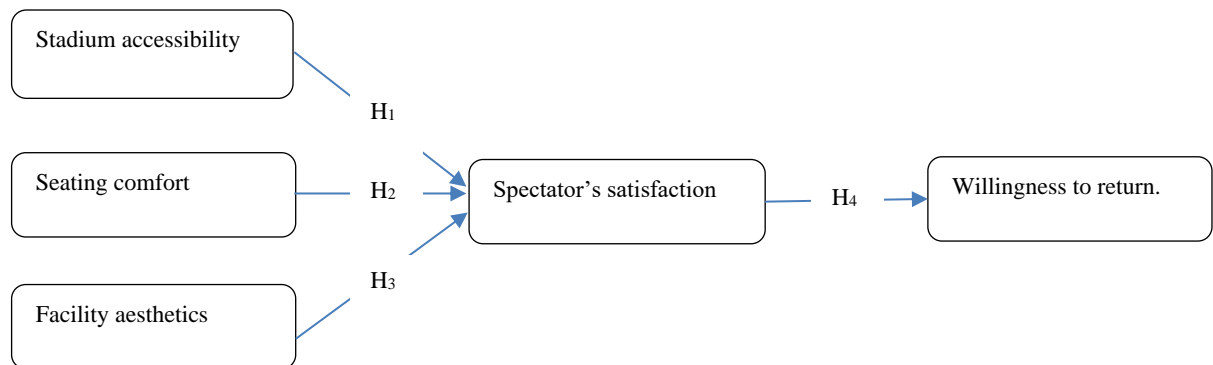 Stadium accessibility
H1
Seating comfort
H2
Spectator’s satisfaction
H4
Willingness to return.
H3
Facility aesthetics